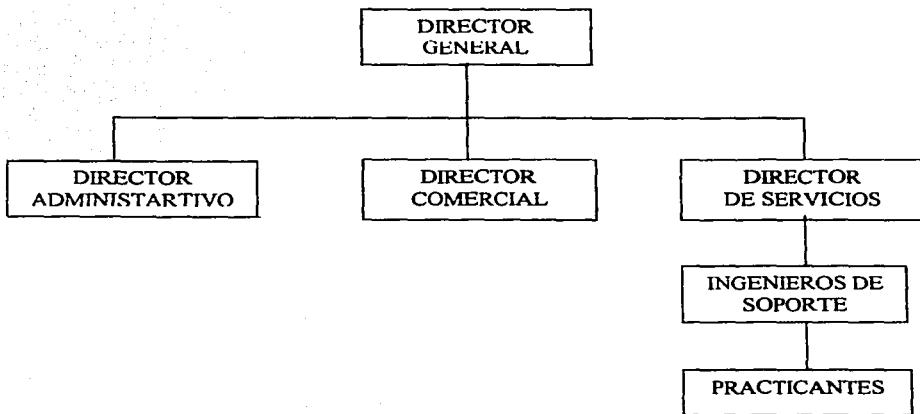 DIRECTOR
GENERAL
DIRECTOR
ADMINISTARTIVO
DIRECTOR
COMERCIAL
DIRECTOR
DE SERVICIOS
INGENIEROS DE
SOPORTE
PRACTICANTES